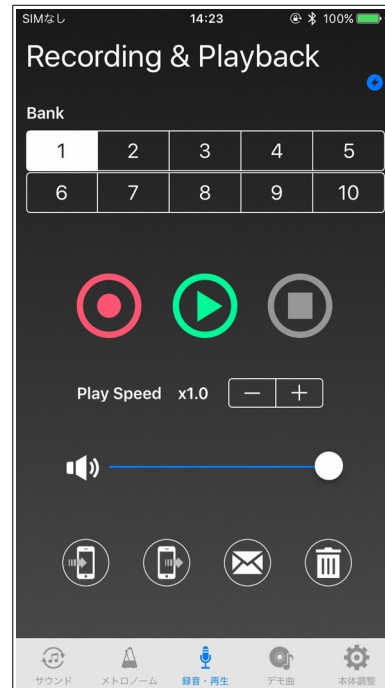 SIMなし 14:23 100%
Recording & Playback
Bank
1 2 3 4 5
6 7 8 9 10
Play Speed x1.0 − +
サウンド メトロノーム 録音・再生 デモ曲 本体調整